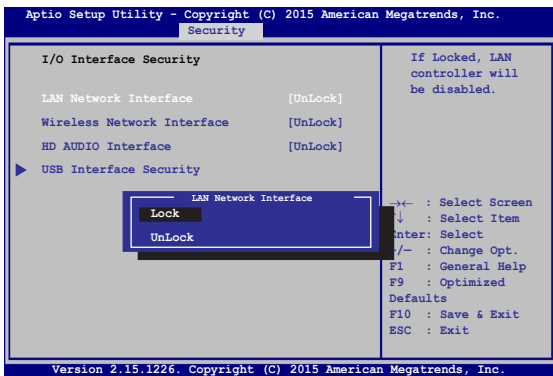 Aptio Setup Utility - Copyright (C) 2015 American Megatrends, Inc.
Security
I/O Interface Security
LAN Network Interface [UnLock]
Wireless Network Interface [UnLock]
HD AUDIO Interface [UnLock]
USB Interface Security
LAN Network Interface
Lock
UnLock
If Locked, LAN
controller will
be disabled.
→← : Select Screen
↑↓ : Select Item
Enter: Select
+/— : Change Opt.
F1 : General Help
F9 : Optimized
Defaults
F10 : Save & Exit
ESC : Exit
Version 2.15.1226. Copyright (C) 2015 American Megatrends, Inc.